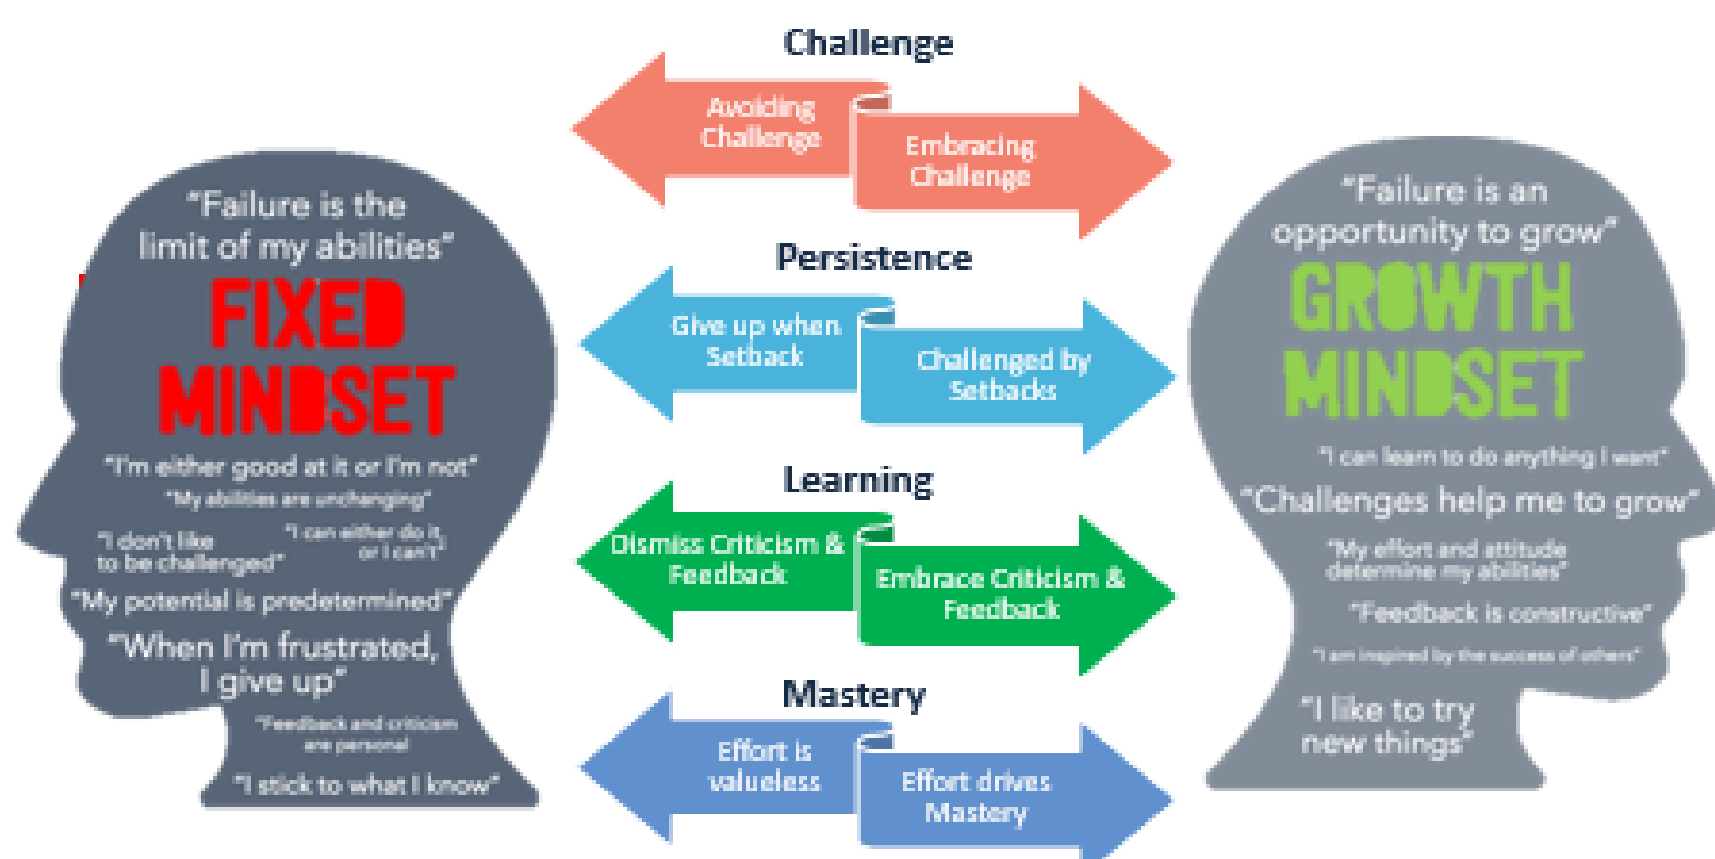 "Failure is the
limit of my abilities"
FIXED
MINDSET
"I'm either good at it or I'm not"
"My abilities are unchanging"
"I don't like
to be challenged"
"I can either do it,
or I can't"
"My potential is predetermined"
"When I'm frustrated,
I give up"
"Feedback and criticism
are personal
"I stick to what I know"
Challenge
Avoiding
Challenge
Embracing
Challenge
Persistence
Give up when
Setback
Challenged by
Setbacks
Learning
Dismiss Criticism &
Feedback
Embrace Criticism &
Feedback
Mastery
Effort is
valueless
Effort drives
Mastery
"Failure is an
opportunity to grow"
GROWTH
MINDSET
"I can learn to do anything I want"
"Challenges help me to grow"
"My effort and attitude
determine my abilities"
"Feedback is constructive"
"I am inspired by the success of others"
"I like to try
new things"